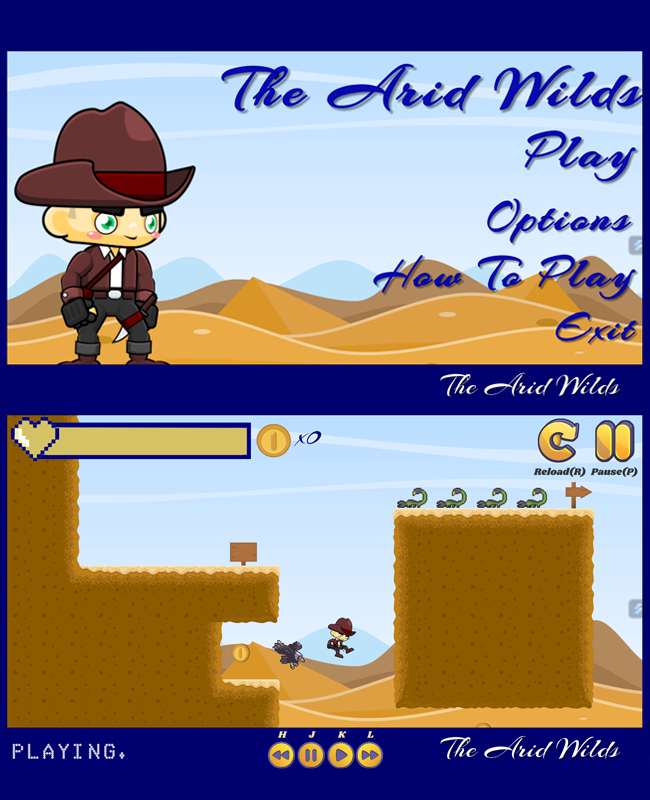 The Arid Wilds
Play
Options
How To Play
Exit
The Arid Wilds
x0
Reload(R) Pause(P)
H J K L
PLAYING.
The Arid Wilds